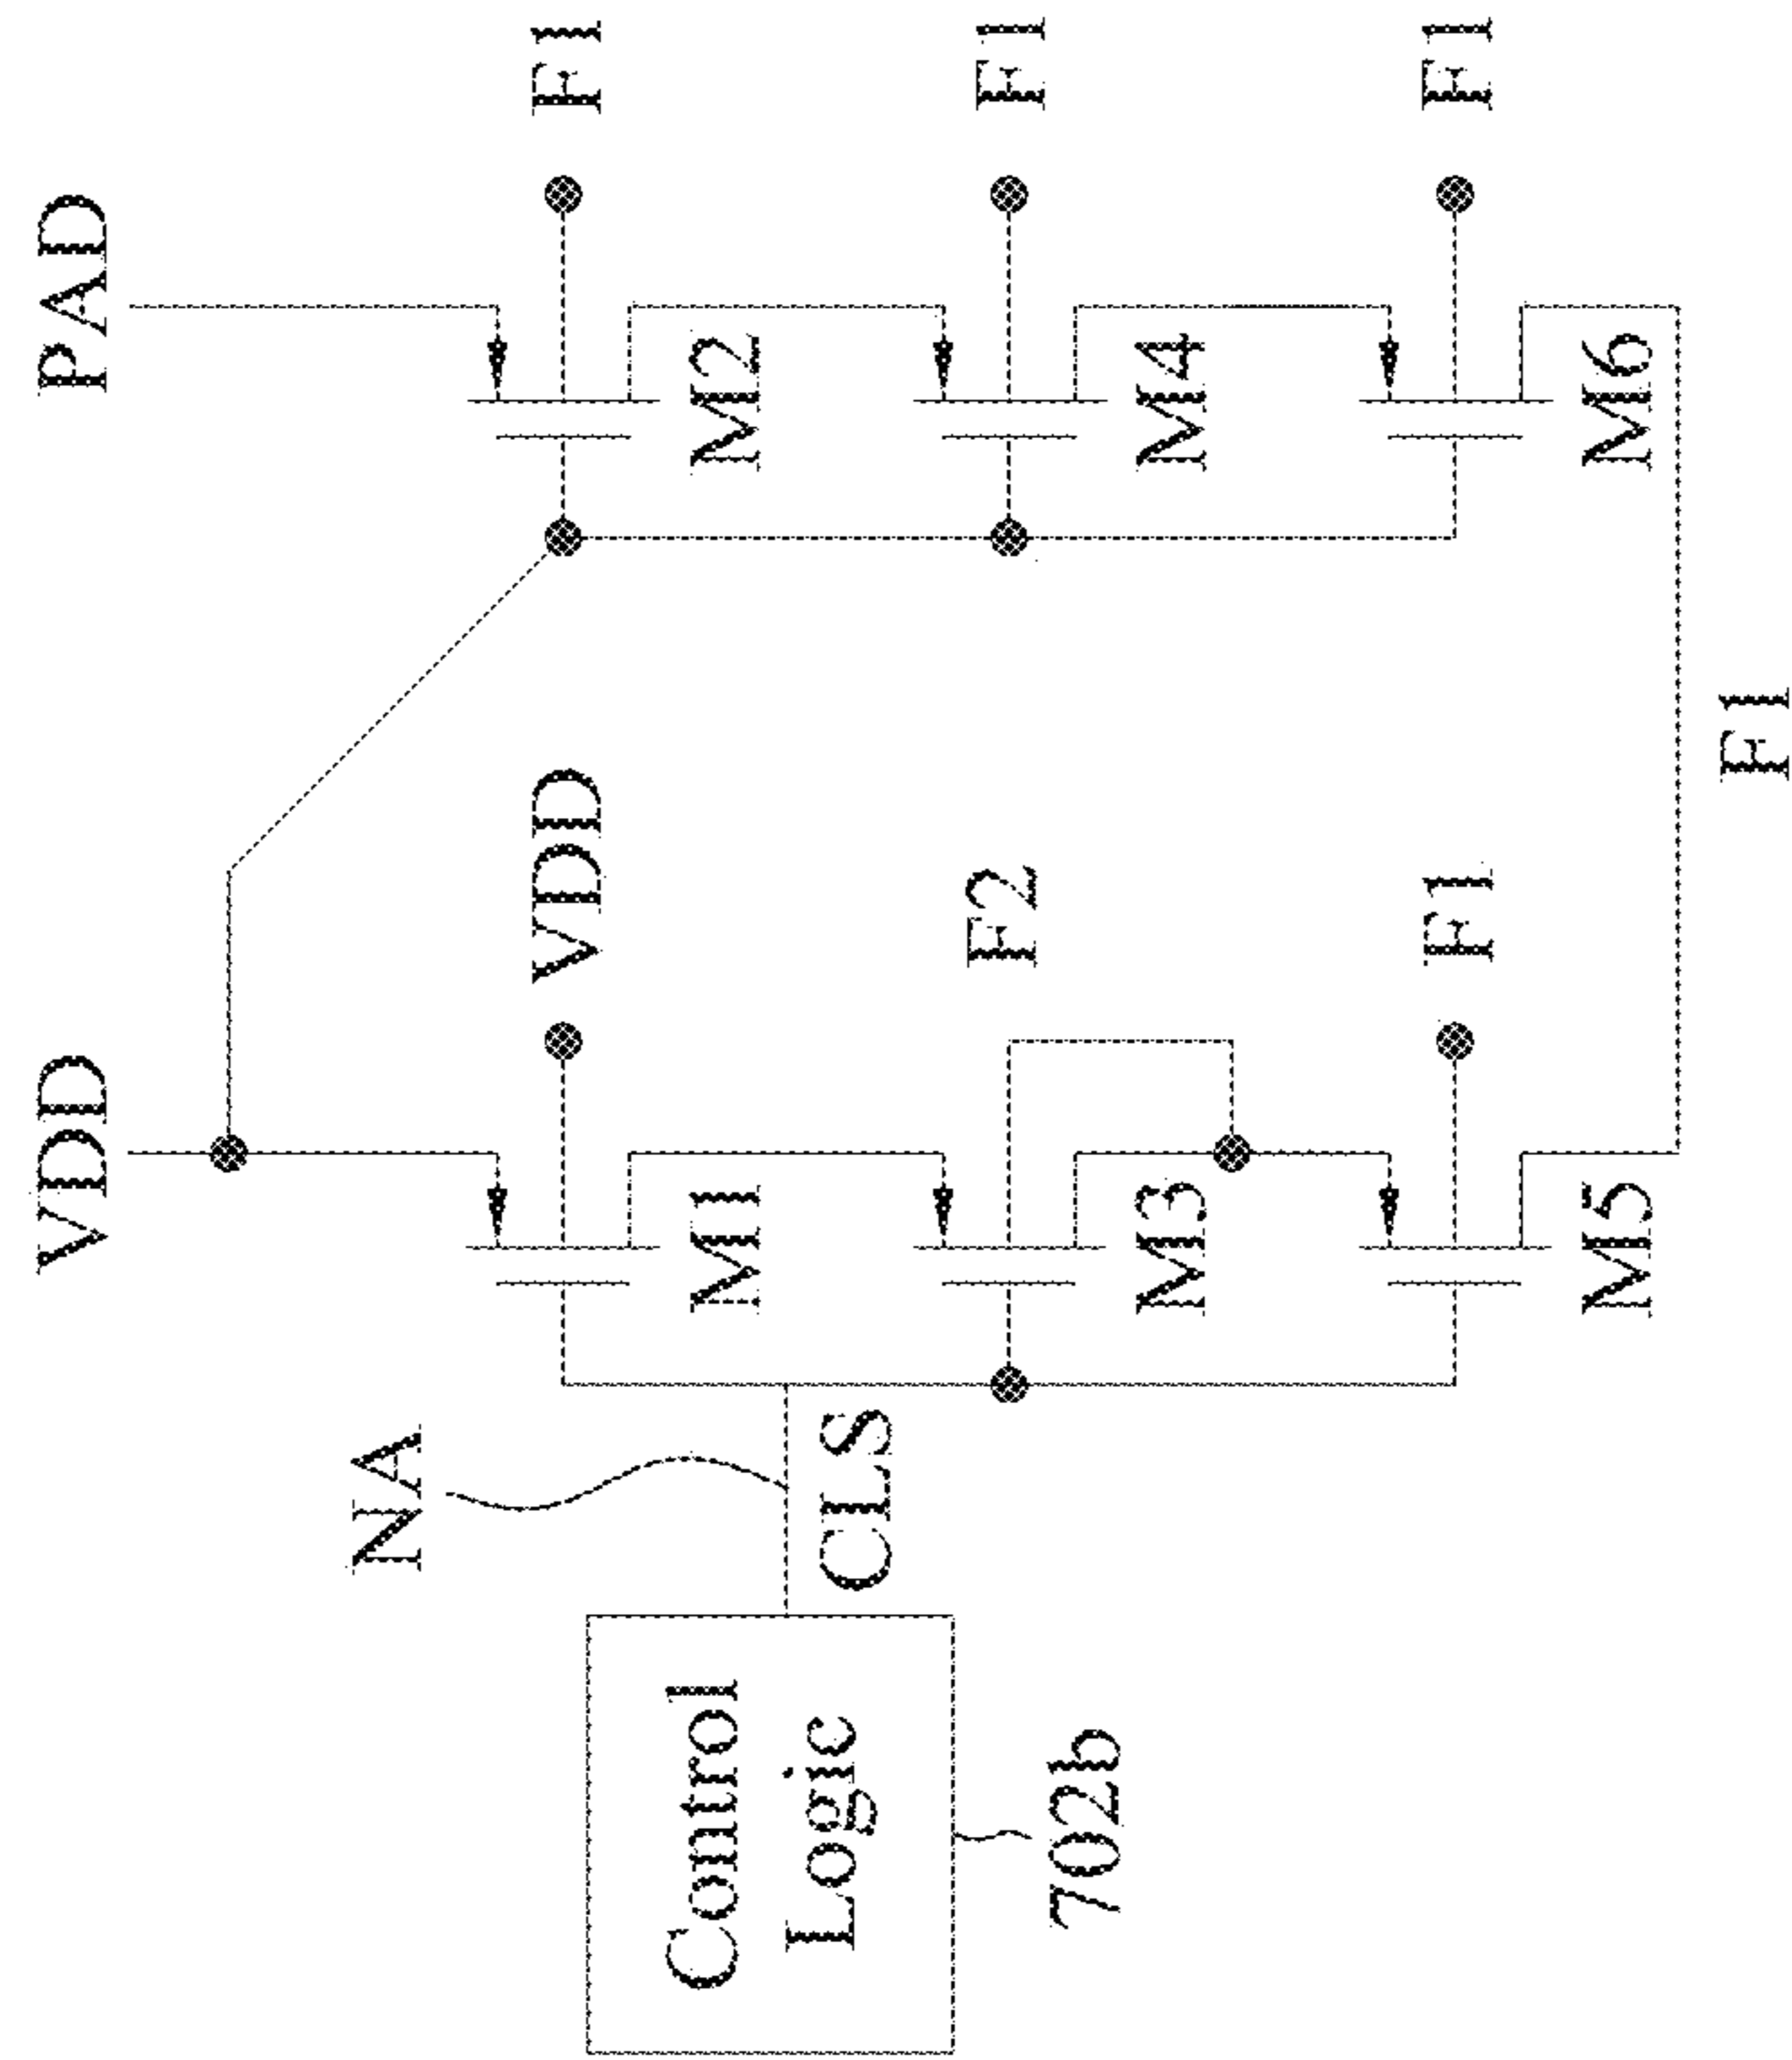 VDD
PAD
NA
VDD
F1
Control
Logic
M1
M2
CLS
F2
F1
702b
M3
M4
F1
F1
M5
M6
F1